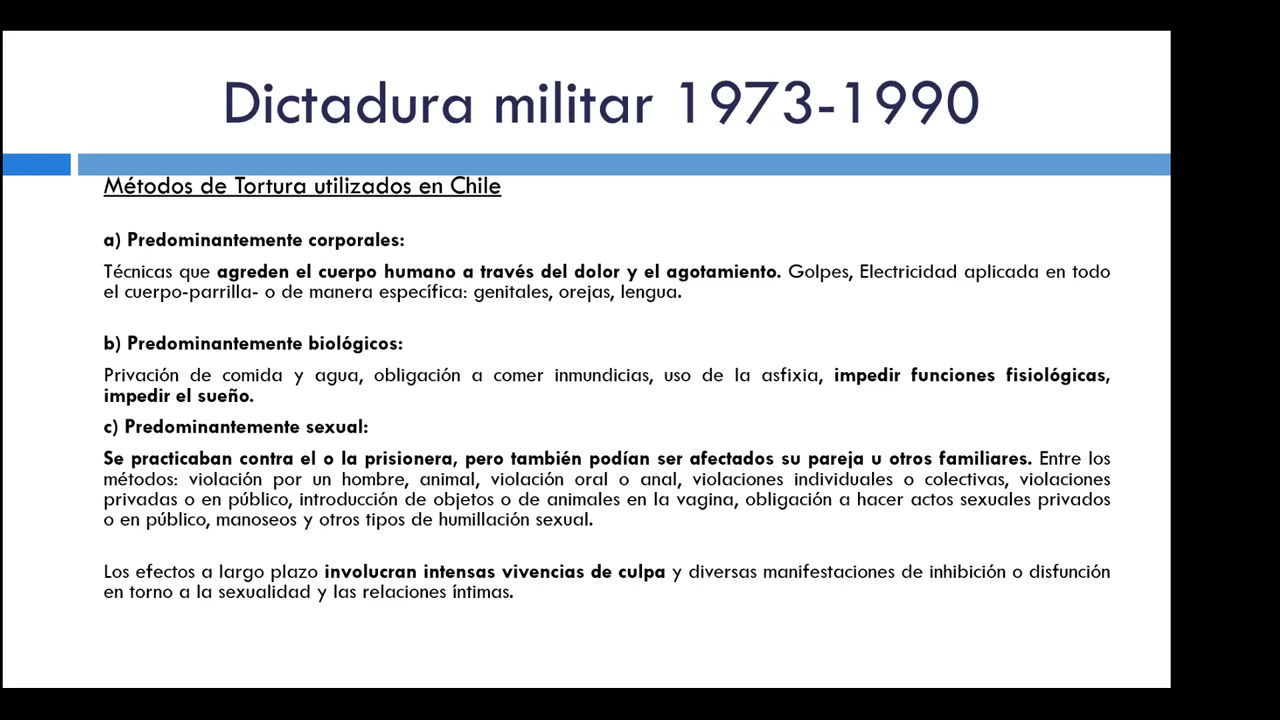 Dictadura militar 1973-1990
Métodos de Tortura utilizados en Chile
a) Predominantemente corporales:
Técnicas que agreden el cuerpo humano a través del dolor y el agotamiento. Golpes, Electricidad aplicada en todo
el cuerpo-parrilla- o de manera específica: genitales, orejas, lengua.
b) Predominantemente biológicos:
Privación de comida y agua, obligación a comer inmundicias, uso de la asfixia, impedir funciones fisiológicas,
impedir el sueño.
c) Predominantemente sexual:
Se practicaban contra el o la prisionera, pero también podían ser afectados su pareja u otros familiares. Entre los
métodos: violación por un hombre, animal, violación oral o anal, violaciones individuales o colectivas, violaciones
privadas o en público, introducción de objetos o de animales en la vagina, obligación a hacer actos sexuales privados
o en público, manoseos y otros tipos de humillación sexual.
Los efectos a largo plazo involucran intensas vivencias de culpa y diversas manifestaciones de inhibición o disfunción
en torno a la sexualidad y las relaciones íntimas.